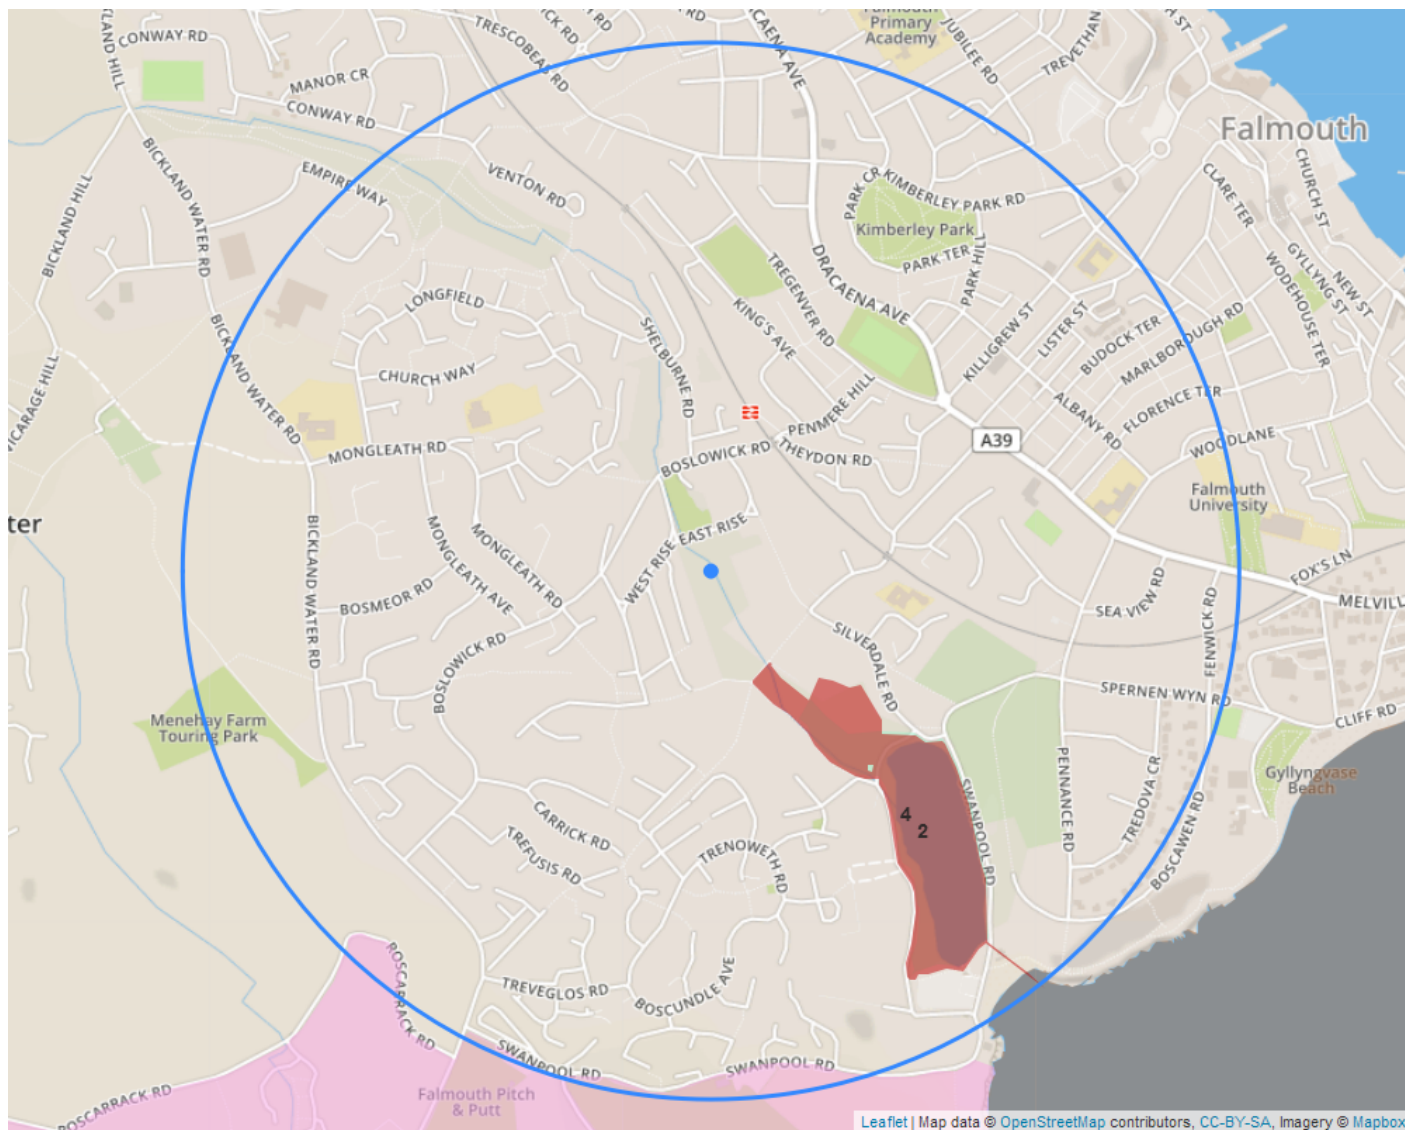 CONWAY RD
TRESCOBEAS RD
Falmouth
Primary
Academy
JUBILEE RD
MANOR CR
CONWAY RD
Falmouth
BICKLAND WATER RD
EMPIRE WAY
VENTON RD
PARK CR
KIMBERLEY PARK RD
CLARE TER
CHURCH ST
BICKLAND HILL
Kimberley Park
PARK TER
PARK HILL
DRACAENA AVE
TREGENVER RD
GYLLYNG ST
NEW ST
WODEHOUSE TER
LONGFIELD
KING'S AVE
KILLIGREW ST
LISTER ST
BUDOCK TER
MARLBOROUGH RD
BICKLAND WATER RD
SHELBURNE RD
CHURCH WAY
PENMERE HILL
ALBANY RD
FLORENCE TER
VICARAGE HILL
MONGLEATH RD
BOSLOWICK RD
THEYDON RD
A39
WOODLANE
Falmouth
University
ter
BICKLAND WATER RD
MONGLEATH AVE
MONGLEATH RD
WEST RISE
EAST RISE
FOX'S LN
BOSMEOR RD
SEA VIEW RD
FENWICK RD
MELVILL
BOSLOWICK RD
SILVERDALE RD
SPERNEN WYN RD
CLIFF RD
Menehay Farm
Touring Park
PENNANCE RD
TREDOVA CR
Gyllyngvase
Beach
CARRICK RD
TREFUSIS RD
TRENOWETH RD
SWANPOOL RD
BOSCAWEN RD
4
2
ROSCARRACK RD
TREVEGLOS RD
BOSCUNDLE AVE
SWANPOOL RD
SWANPOOL RD
ROSCARRACK RD
Falmouth Pitch
& Putt
Leaflet | Map data © OpenStreetMap contributors, CC-BY-SA, Imagery © Mapbox